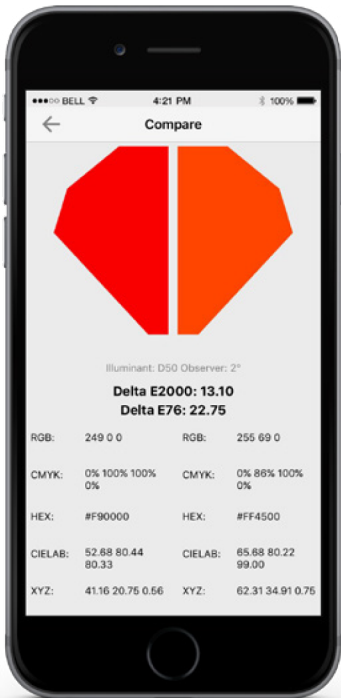 BELL 4:21 PM 100%
Compare
Illuminant: D50 Observer: 2°
Delta E2000: 13.10
Delta E76: 22.75
RGB: 249 0 0 RGB: 255 69 0
CMYK: 0% 100% 100% CMYK: 0% 86% 100%
0% 0%
HEX: #F90000 HEX: #FF4500
CIELAB: 52.68 80.44 CIELAB: 65.68 80.22
80.33 99.00
XYZ: 41.16 20.75 0.56 XYZ: 62.31 34.91 0.75